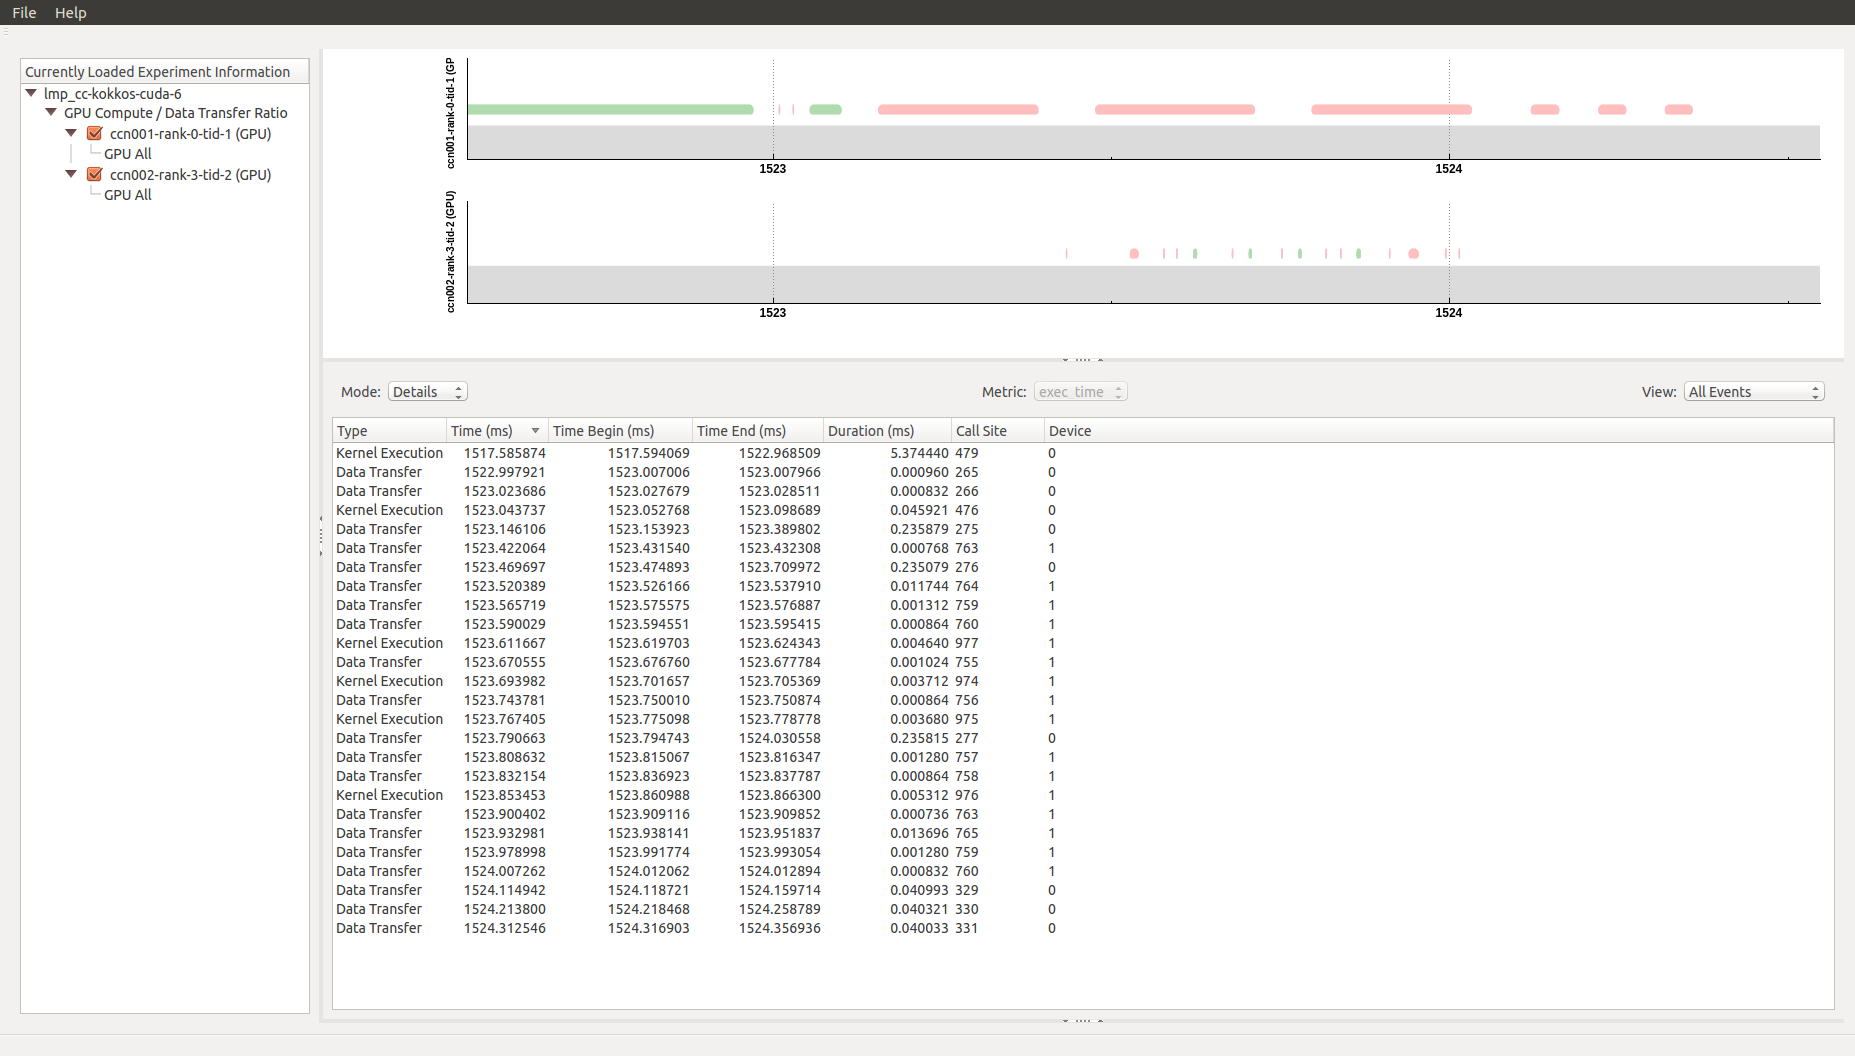 File Help
Currently Loaded Experiment Information
lmp_cc-kokkos-cuda-6
GPU Compute / Data Transfer Ratio
ccn001-rank-0-tid-1 (GPU)
GPU All
ccn002-rank-3-tid-2 (GPU)
GPU All
ccn001-rank-0-tid-1 (GP
1523 1524
ccn002-rank-3-tid-2 (GPU)
1523 1524
Mode: Details Metric: exec_time View: All Events
Type Time (ms) Time Begin (ms) Time End (ms) Duration (ms) Call Site Device
Kernel Execution 1517.585874 1517.594069 1522.968509 5.374440 479 0
Data Transfer 1522.997921 1523.007006 1523.007966 0.000960 265 0
Data Transfer 1523.023686 1523.027679 1523.028511 0.000832 266 0
Kernel Execution 1523.043737 1523.052768 1523.098689 0.045921 476 0
Data Transfer 1523.146106 1523.153923 1523.389802 0.235879 275 0
Data Transfer 1523.422064 1523.431540 1523.432308 0.000768 763 1
Data Transfer 1523.469697 1523.474893 1523.709972 0.235079 276 0
Data Transfer 1523.520389 1523.526166 1523.537910 0.011744 764 1
Data Transfer 1523.565719 1523.575575 1523.576887 0.001312 759 1
Data Transfer 1523.590029 1523.594551 1523.595415 0.000864 760 1
Kernel Execution 1523.611667 1523.619703 1523.624343 0.004640 977 1
Data Transfer 1523.670555 1523.676760 1523.677784 0.001024 755 1
Kernel Execution 1523.693982 1523.701657 1523.705369 0.003712 974 1
Data Transfer 1523.743781 1523.750010 1523.750874 0.000864 756 1
Kernel Execution 1523.767405 1523.775098 1523.778778 0.003680 975 1
Data Transfer 1523.790663 1523.794743 1524.030558 0.235815 277 0
Data Transfer 1523.808632 1523.815067 1523.816347 0.001280 757 1
Data Transfer 1523.832154 1523.836923 1523.837787 0.000864 758 1
Kernel Execution 1523.853453 1523.860988 1523.866300 0.005312 976 1
Data Transfer 1523.900402 1523.909116 1523.909852 0.000736 763 1
Data Transfer 1523.932981 1523.938141 1523.951837 0.013696 765 1
Data Transfer 1523.978998 1523.991774 1523.993054 0.001280 759 1
Data Transfer 1524.007262 1524.012062 1524.012894 0.000832 760 1
Data Transfer 1524.114942 1524.118721 1524.159714 0.040993 329 0
Data Transfer 1524.213800 1524.218468 1524.258789 0.040321 330 0
Data Transfer 1524.312546 1524.316903 1524.356936 0.040033 331 0